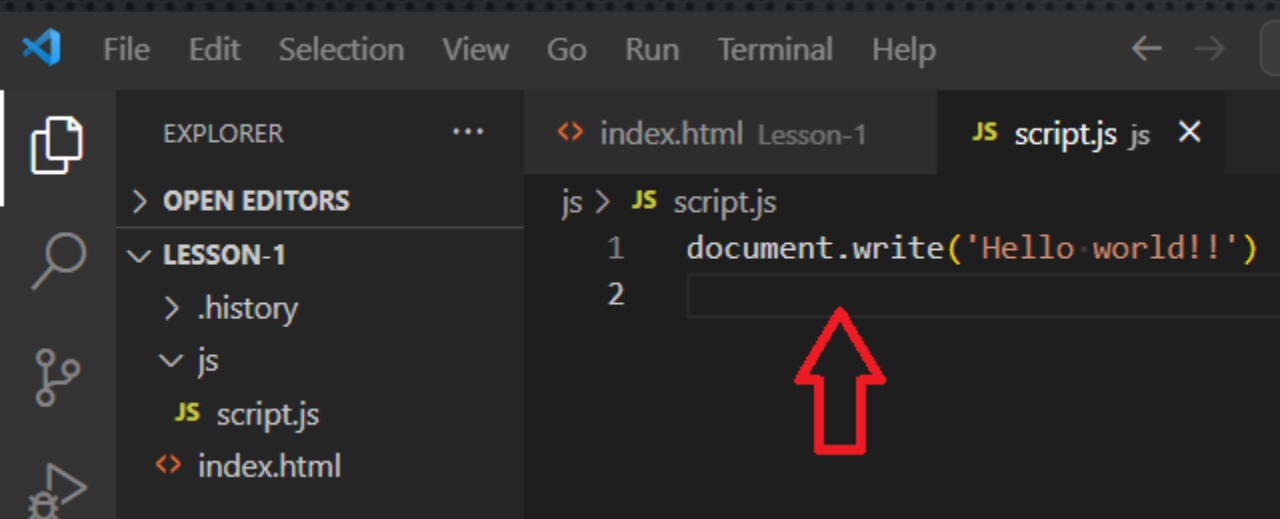 File Edit Selection View Go Run Terminal Help
EXPLORER ...
OPEN EDITORS
LESSON-1
.history
js
JS script.js
index.html
index.html Lesson-1 JS script.js js
js > JS script.js
1 document.write('Hello·world!!')
2